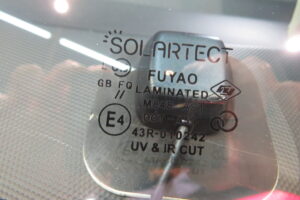 SOLARTECT
FUYAO
GB FQ LAMINATED
//
E4
43R-010242
UV & IR CUT